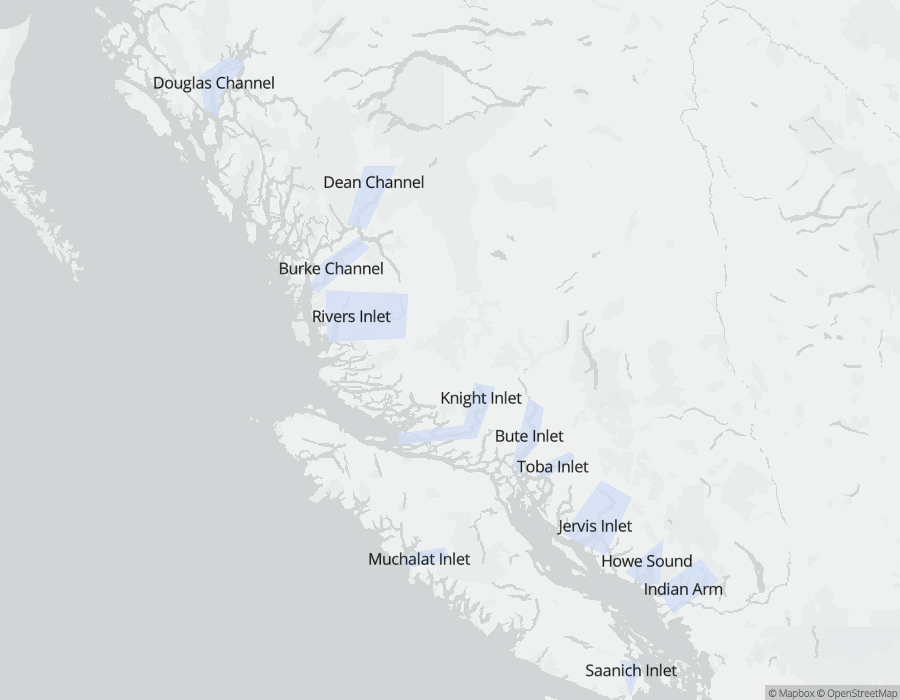 Douglas Channel
Dean Channel
Burke Channel
Rivers Inlet
Knight Inlet
Bute Inlet
Toba Inlet
Jervis Inlet
Muchalat Inlet
Howe Sound
Indian Arm
Saanich Inlet
© Mapbox © OpenStreetMap